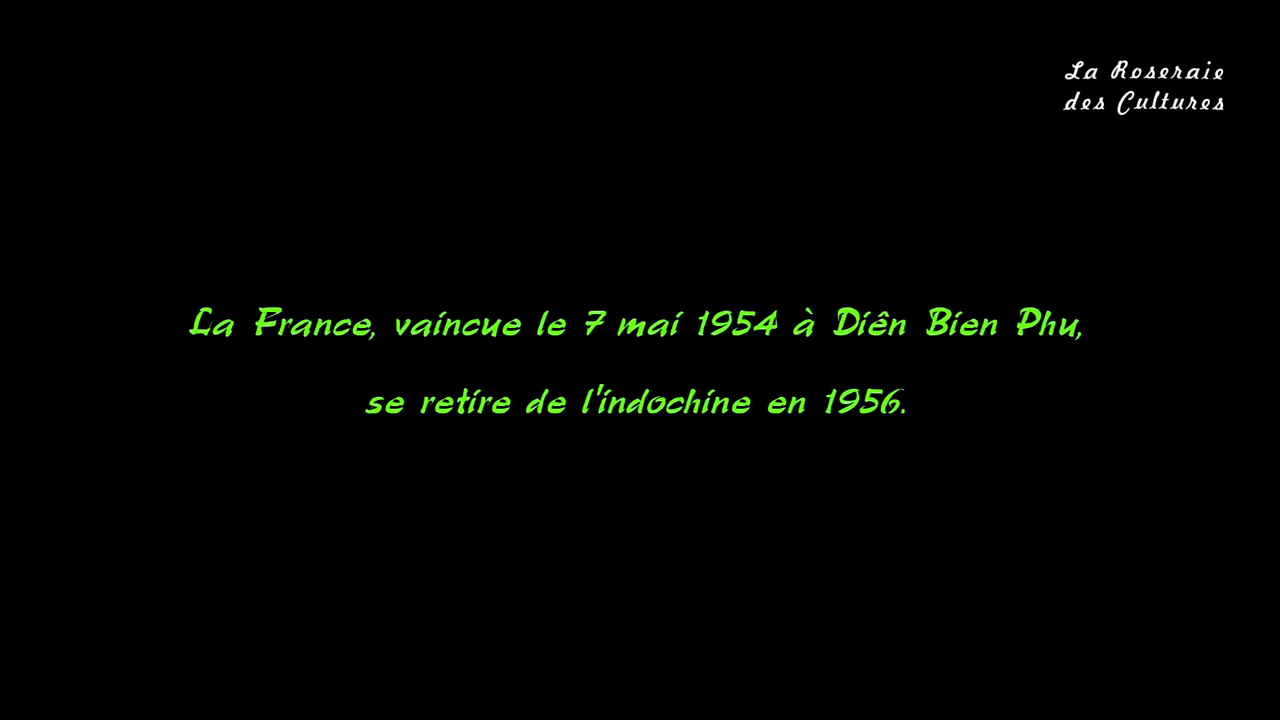 La Roseraie
des Cultures
La France, vaincue le 7 mai 1954 à Diên Bien Phu,
se retire de l'indochine en 1956.